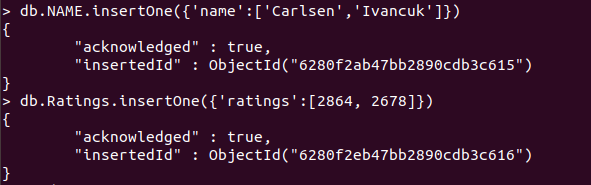 > db.NAME.insertOne({'name':['Carlsen','Ivancuk']})
{
        "acknowledged" : true,
        "insertedId" : ObjectId("6280f2ab47bb2890cdb3c615")
}
> db.Ratings.insertOne({'ratings':[2864, 2678]})
{
        "acknowledged" : true,
        "insertedId" : ObjectId("6280f2eb47bb2890cdb3c616")
}